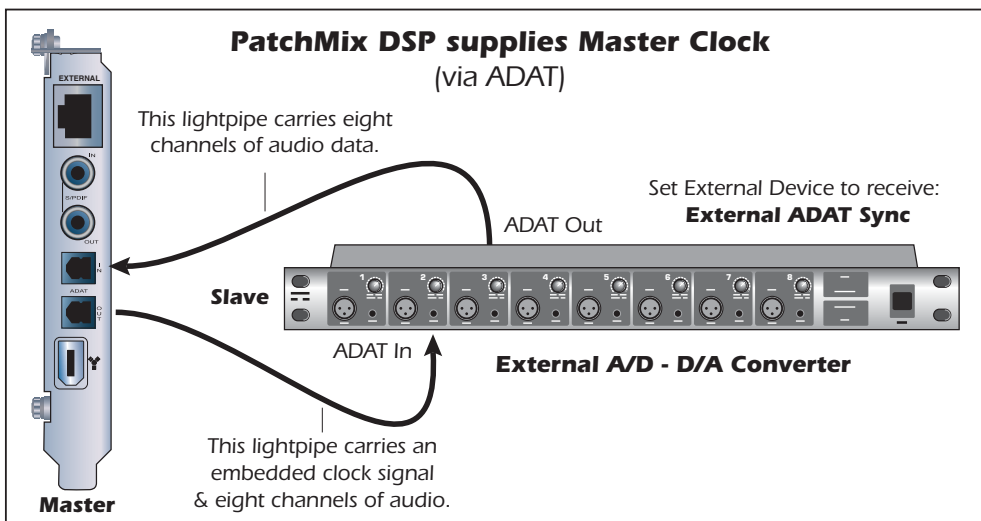 PatchMix DSP supplies Master Clock
(via ADAT)
EXTERNAL
IN
S/PDIF
OUT
IN
ADAT
OUT
Master
This lightpipe carries eight
channels of audio data.
ADAT Out
Set External Device to receive:
External ADAT Sync
Slave
1 2 3 4 5 6 7 8
ADAT In
External A/D - D/A Converter
This lightpipe carries an
embedded clock signal
& eight channels of audio.